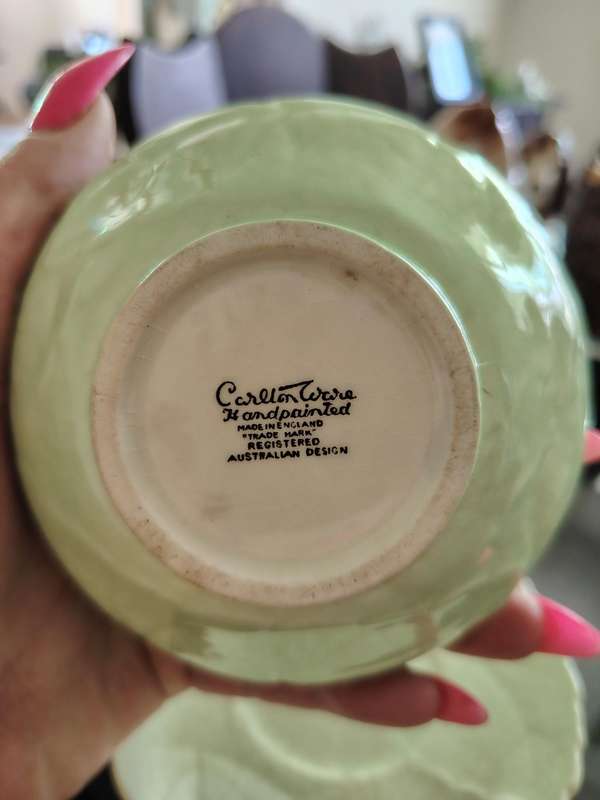 Carlton Ware
Handpainted
MADE IN ENGLAND
"TRADE MARK"
REGISTERED
AUSTRALIAN DESIGN